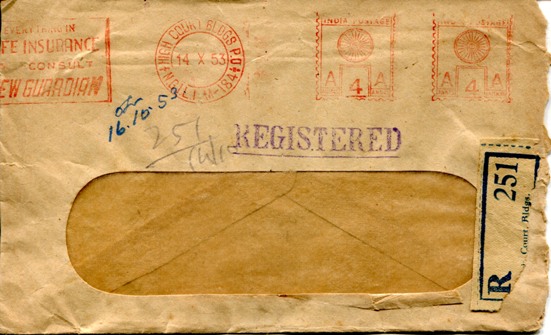 EVERYTHING IN
FE INSURANCE
CONSULT
EW GUARDIAN
HIGH COURT BLDGS. P.O.
14 X 53
INDIA POSTAGE
A 4 A
INDIA POSTAGE
A 4 A
16.10.53
251
REGISTERED
R 251
Court. Bldgs.